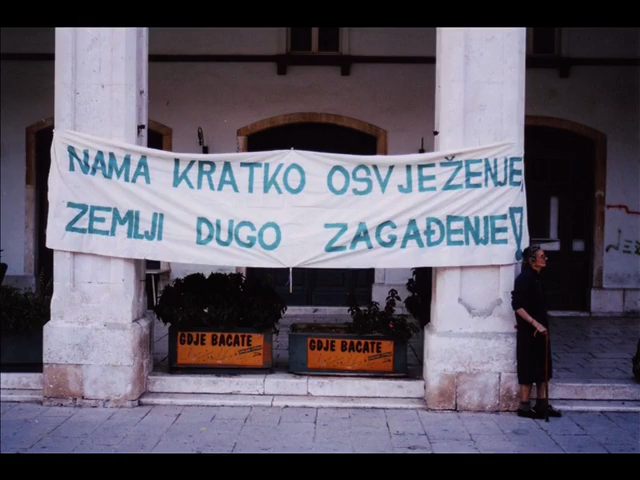 NAMA KRATKO OSVJEŽENJE,
ZEMLJI DUGO ZAGAĐENJE!
GDJE BACATE
GDJE BACATE